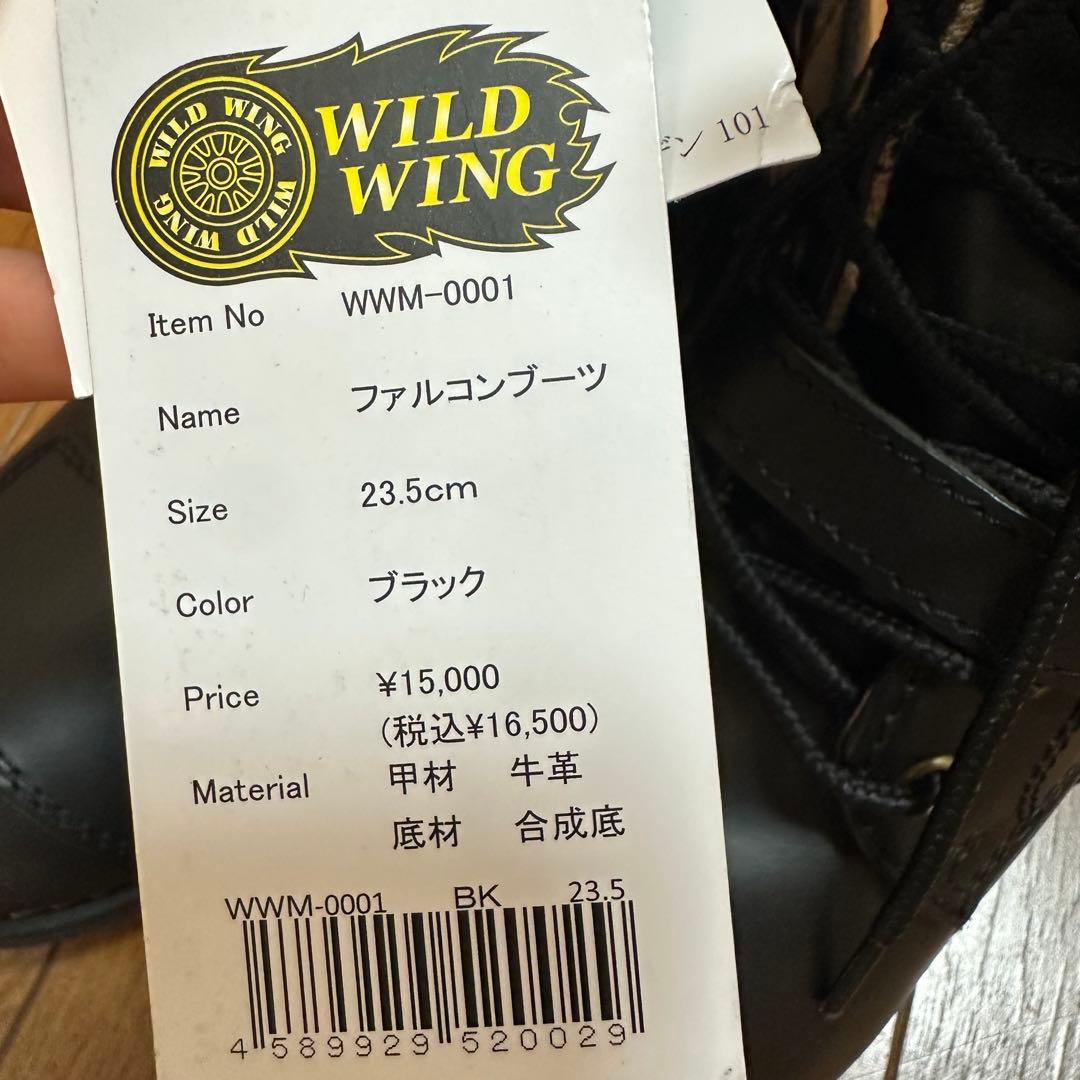 WILD WING WILD WING
WILD
WING
デン 101
Item No WWM-0001
Name ファルコンブーツ
Size 23.5cm
Color ブラック
Price ¥15,000
(税込¥16,500)
Material 甲材 牛革
底材 合成底
WWM-0001 BK 23.5
4 589929 520029